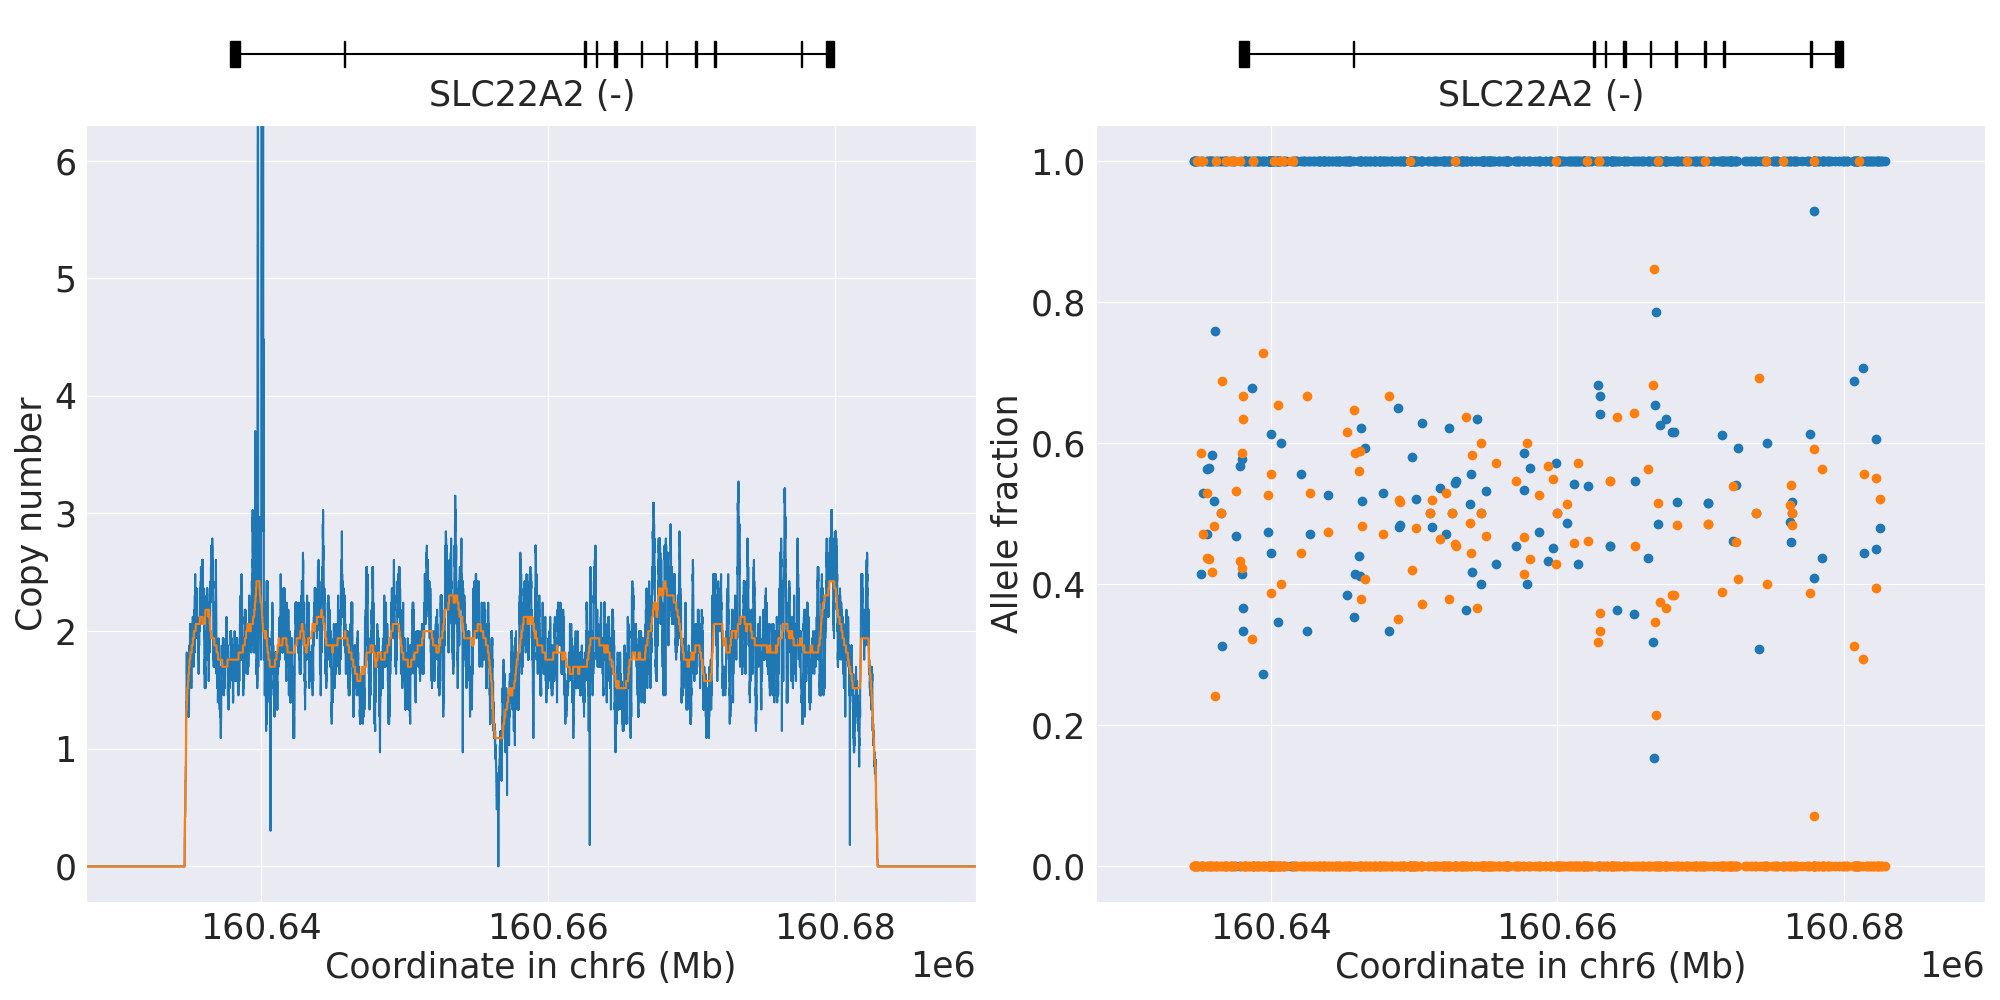 SLC22A2 (-)
Copy number
6
5
4
3
2
1
0
160.64
160.66
160.68
Coordinate in chr6 (Mb)
1e6
SLC22A2 (-)
Allele fraction
1.0
0.8
0.6
0.4
0.2
0.0
160.64
160.66
160.68
Coordinate in chr6 (Mb)
1e6